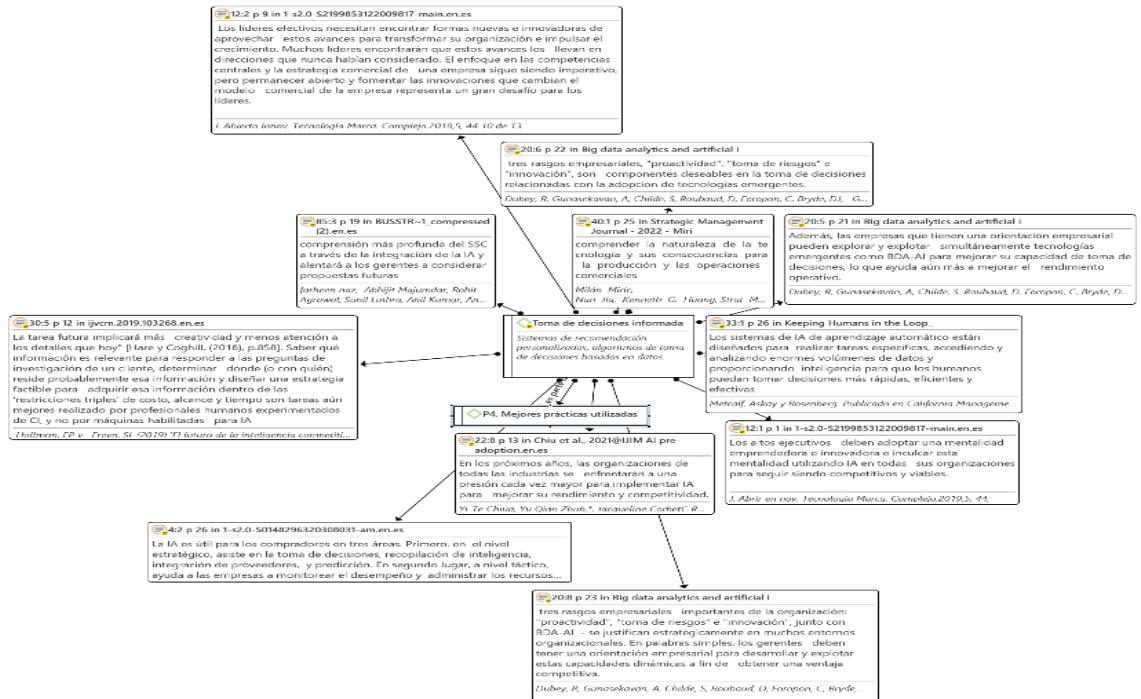 12:2 p 9 in 1-s2.0-S2199853122009817-main.en.es
Los líderes efectivos necesitan encontrar formas nuevas e innovadoras de
aprovechar estos avances para transformar su organización e impulsar el
crecimiento. Muchos líderes encontrarán que estos avances los llevan en
direcciones que nunca habían considerado. El enfoque en las competencias
centrales y la estrategia comercial de una empresa sigue siendo imperativo,
pero permanecer abierto y fomentar las innovaciones que cambian el
modelo comercial de la empresa representa un gran desafío para los
líderes.
J. Abierto Innov. Tecnología Marca. Complejo.2019,5, 44 10 de 13
20:6 p 22 in Big data analytics and artificial i
tres rasgos empresariales, "proactividad", "toma de riesgos" e
"innovación", son componentes deseables en la toma de decisiones
relacionadas con la adopción de tecnologías emergentes.
Dubey, R, Gunasekavan, A, Childe, S, Roubaud, D, Foropon, C, Bryde, DJ, G...
85:3 p 19 in BUSSTR~1_compressed
(2).en.es
comprensión más profunda del SSC
a través de la integración de la IA y
alentará a los gerentes a considerar
propuestas futuras
Jarheen naz, Abhijit Majumdar, Rohit
Agrawal, Sunil Luthra, Anil Kumar, An...
40:1 p 25 in Strategic Management
Journal - 2022 - Miri
comprender la naturaleza de la te
cnología y sus consecuencias para
la producción y las operaciones
comerciales
Milán Miric,
Nan Jia, Kenneth G. Huang, Strat M...
20:5 p 21 in Big data analytics and artificial i
Además, las empresas que tienen una orientación empresarial
pueden explorar y explotar simultáneamente tecnologías
emergentes como BDA-AI para mejorar su capacidad de toma de
decisiones, lo que ayuda aún más a mejorar el rendimiento
operativo.
Dubey, R, Gunasekavan, A, Childe, S, Roubaud, D, Foropon, C, Bryde, D...
30:5 p 12 in ijvcm.2019.103268.en.es
La tarea futura implicará más creatividad y menos atención a
los detalles que hoy" [Hare y Coghill, (2016), p.858]. Saber qué
información es relevante para responder a las preguntas de
investigación de un cliente, determinar dónde (o con quién)
reside probablemente esa información y diseñar una estrategia
factible para adquirir esa información dentro de las
'restricciones triples' de costo, alcance y tiempo son tareas aún
mejores realizado por profesionales humanos experimentados
de CI, y no por máquinas habilitadas para IA
(2019) 'El futuro de la inteligencia competiti...
Toma de decisiones informada
Sistemas de recomendación
personalizados, algoritmos de toma
de decisiones basados en datos.
33:1 p 26 in Keeping Humans in the Loop_
Los sistemas de IA de aprendizaje automático están
diseñados para realizar tareas específicas, accediendo y
analizando enormes volúmenes de datos y
proporcionando inteligencia para que los humanos
puedan tomar decisiones más rápidas, eficientes y
efectivas
Metcalf, Askay y Rosenberg. Publicado en California Manageme...
P4. Mejores prácticas utilizadas
12:1 p 1 in 1-s2.0-S2199853122009817-main.en.es
Los altos ejecutivos deben adoptar una mentalidad
emprendedora e innovadora e inculcar esta
mentalidad utilizando IA en todas sus organizaciones
para seguir siendo competitivos y viables.
J. Abrir en nov. Tecnología Marca. Complejo.2019,5, 44;
22:8 p 13 in Chiu et al., 2021@IJIM AI pre-
adoption.en.es
En los próximos años, las organizaciones de
todas las industrias se enfrentarán a una
presión cada vez mayor para implementar IA
para mejorar su rendimiento y competitividad.
Yi Te Chiua, Yu Qian Zhub,*, Jacqueline CorbetC R...
4:2 p 26 in 1-s2.0-S0148296320308031-am.en.es
La IA es útil para los compradores en tres áreas. Primero, en el nivel
estratégico, asiste en la toma de decisiones, recopilación de inteligencia,
integración de proveedores, y predicción. En segundo lugar, a nivel táctico,
ayuda a las empresas a monitorear el desempeño y administrar los recursos...
20:8 p 23 in Big data analytics and artificial i
tres rasgos empresariales importantes de la organización:
"proactividad", "toma de riesgos" e "innovación', junto con
BDA-AI - se justifican estratégicamente en muchos entornos
organizacionales. En palabras simples, los gerentes deben
tener una orientación empresarial para desarrollar y explotar
estas capacidades dinámicas a fin de obtener una ventaja
competitiva.
Dubey, R, Gunasekavan, A, Childe, S, Roubaud, D, Foropon, C, Bryde,...